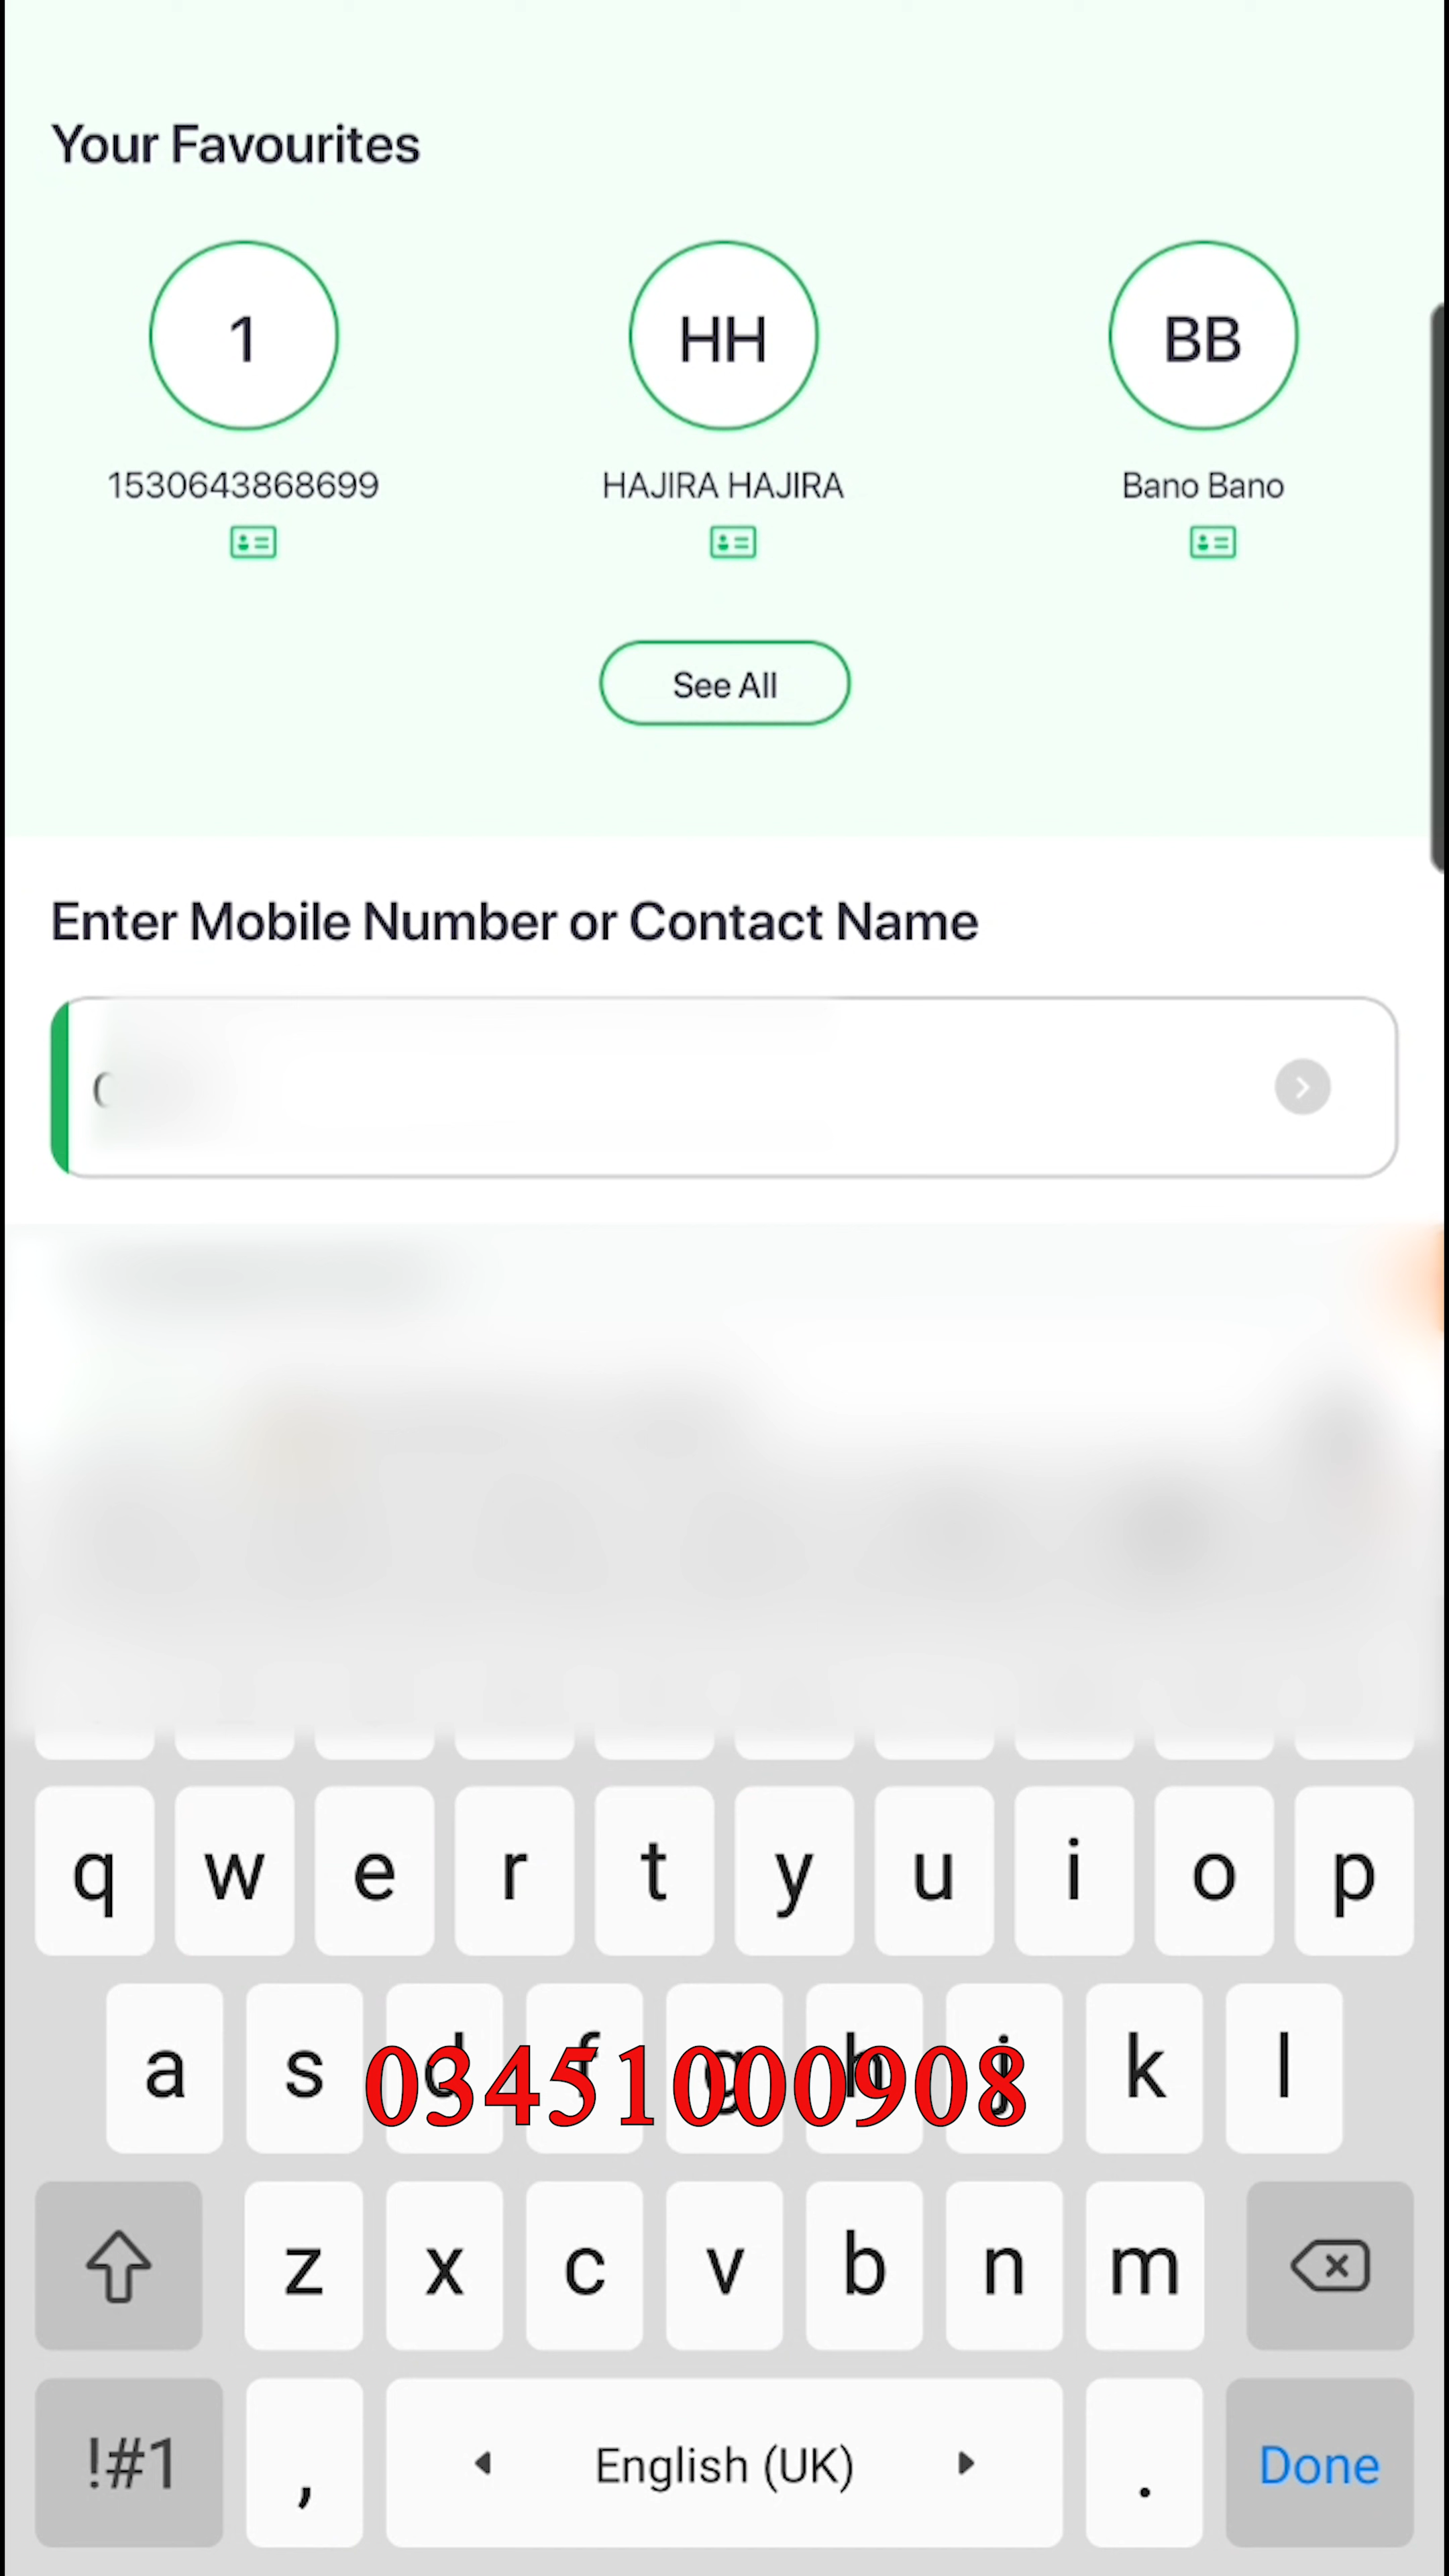 Your Favourites
1
HH
BB
1530643868699
HAJIRA HAJIRA
Bano Bano
See All
Enter Mobile Number or Contact Name
q w e r t y u i o p
a s d f g h j k l
03451000908
z x c v b n m
!#1 , English (UK) . Done